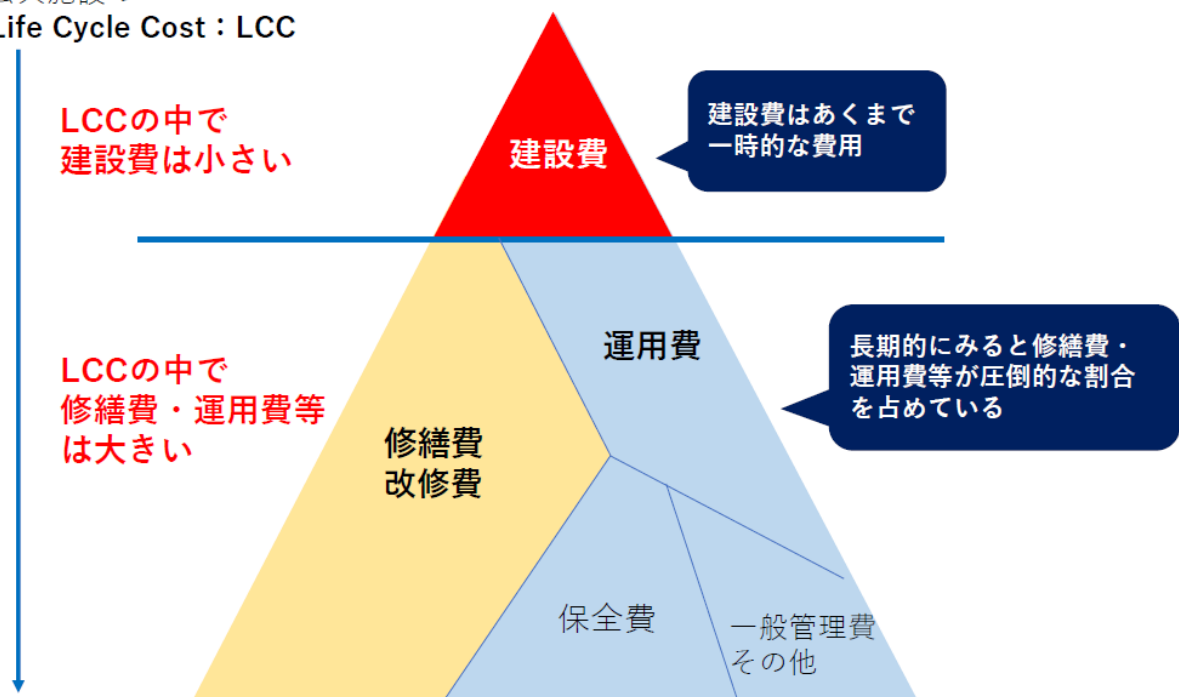 Life Cycle Cost：LCC
LCCの中で
建設費は小さい
建設費
建設費はあくまで
一時的な費用
LCCの中で
修繕費・運用費等
は大きい
運用費
長期的にみると修繕費・
運用費等が圧倒的な割合
を占めている
修繕費
改修費
保全費
一般管理費
その他